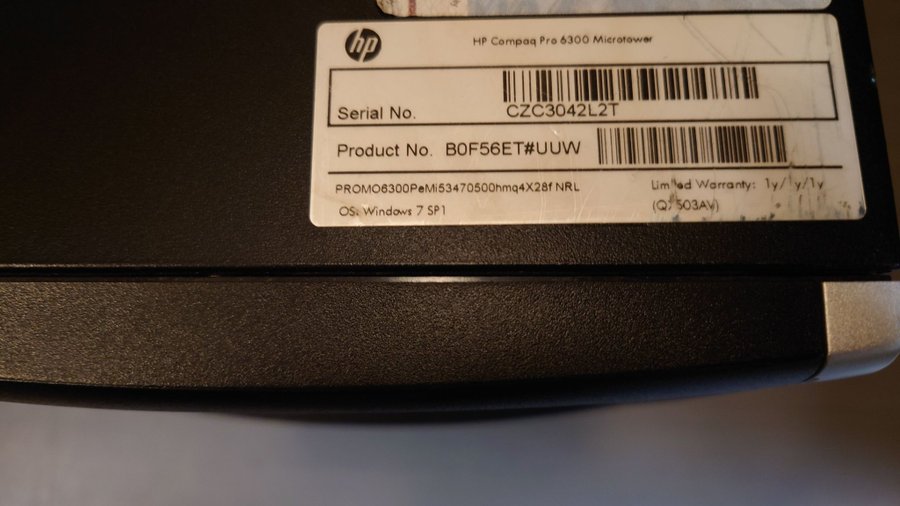 hp
HP Compaq Pro 6300 Microtower
Serial No.
CZC3042L2T
Product No. B0F56ET#UUW
PROMO6300PeMi53470500hmq4X28f NRL
Limited Warranty: 1y/1y/1y
OS: Windows 7 SP1